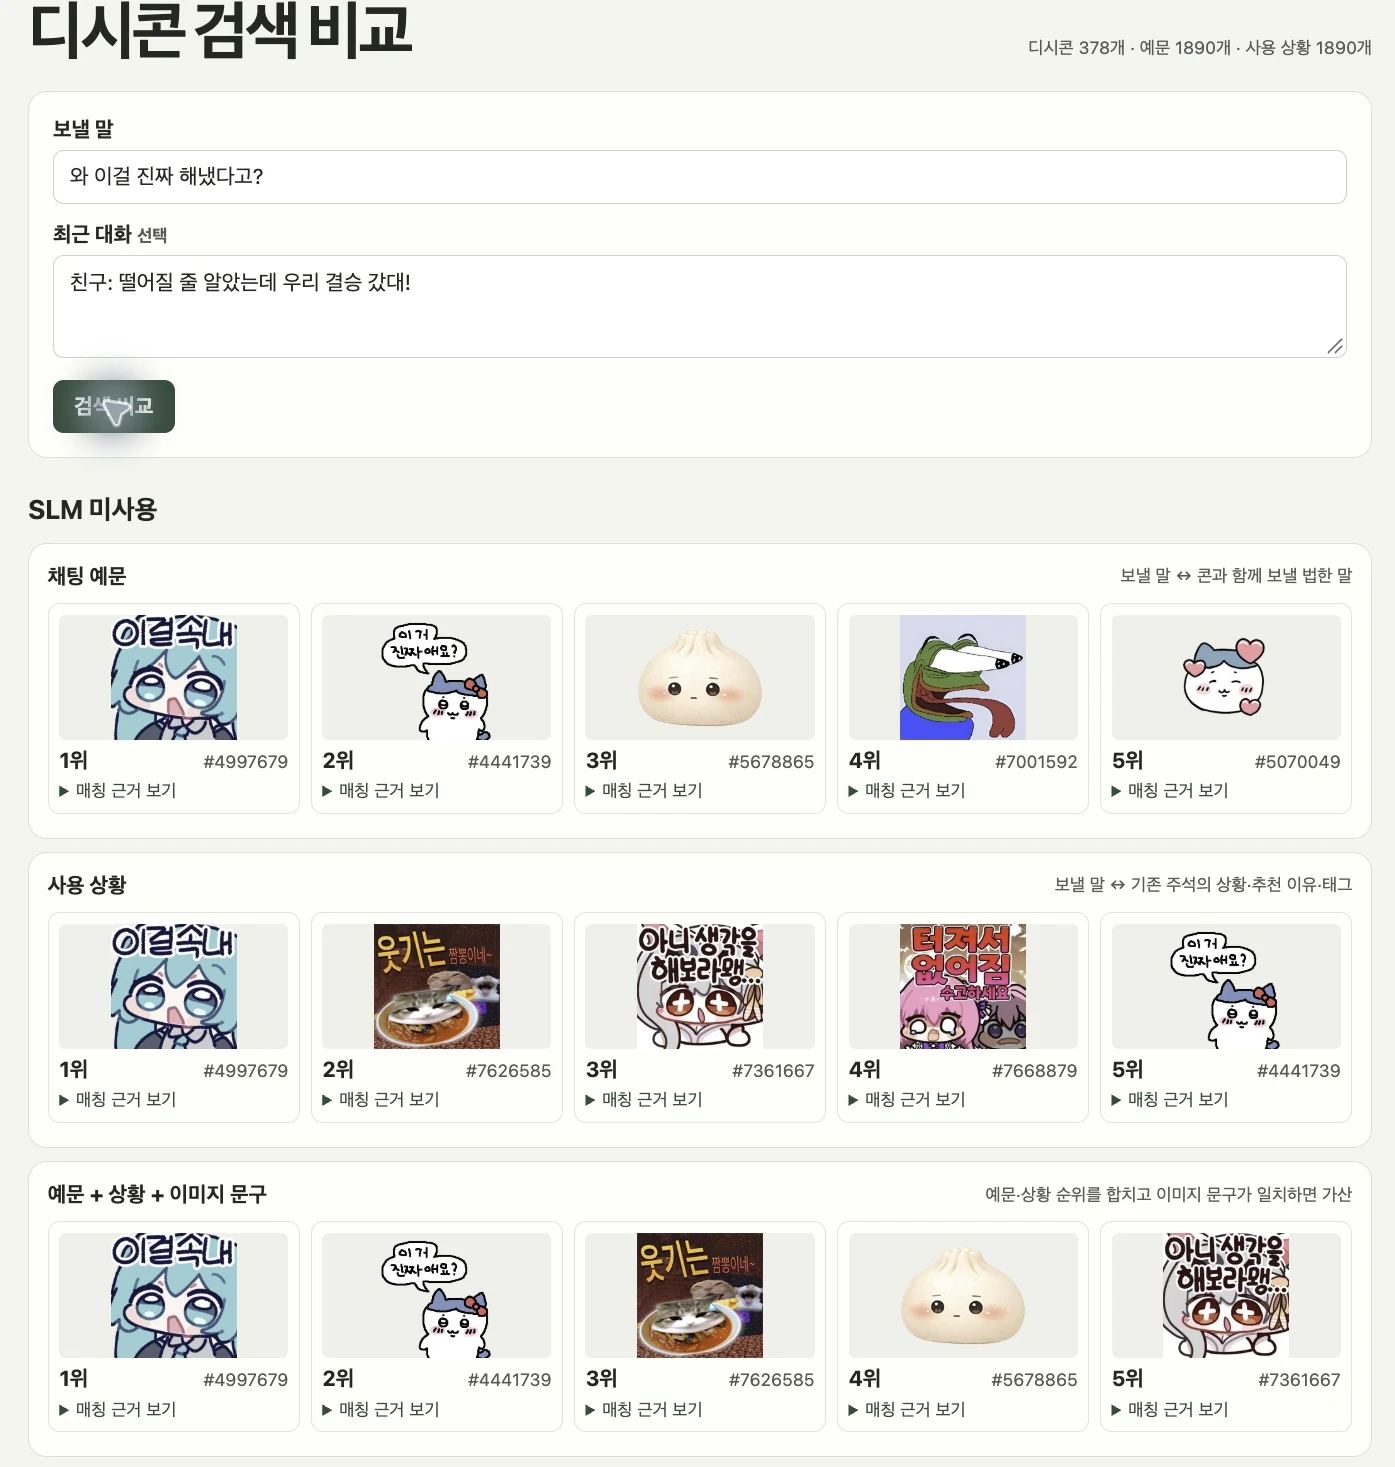 디시콘 검색 비교
디시콘 378개 · 예문 1890개 · 사용 상황 1890개
보낼 말
와 이걸 진짜 해냈다고?
최근 대화 선택
친구: 떨어질 줄 알았는데 우리 결승 갔대!
검색 비교
SLM 미사용
채팅 예문
보낼 말 ↔ 콘과 함께 보낼 법한 말
이걸속내
이거
진짜애요?
1위 #4997679
2위 #4441739
3위 #5678865
4위 #7001592
5위 #5070049
▶ 매칭 근거 보기
▶ 매칭 근거 보기
▶ 매칭 근거 보기
▶ 매칭 근거 보기
▶ 매칭 근거 보기
사용 상황
보낼 말 ↔ 기존 주석의 상황·추천 이유·태그
이걸속내
웃기는 짬뽕이네~
아니 생각을
해보라왱...
터져서
없어짐
수고하세요
이거
진짜애요?
1위 #4997679
2위 #7626585
3위 #7361667
4위 #7668879
5위 #4441739
▶ 매칭 근거 보기
▶ 매칭 근거 보기
▶ 매칭 근거 보기
▶ 매칭 근거 보기
▶ 매칭 근거 보기
예문 + 상황 + 이미지 문구
예문·상황 순위를 합치고 이미지 문구가 일치하면 가산
이걸속내
이거
진짜애요?
웃기는 짬뽕이네~
아니 생각을
해보라왱...
1위 #4997679
2위 #4441739
3위 #7626585
4위 #5678865
5위 #7361667
▶ 매칭 근거 보기
▶ 매칭 근거 보기
▶ 매칭 근거 보기
▶ 매칭 근거 보기
▶ 매칭 근거 보기